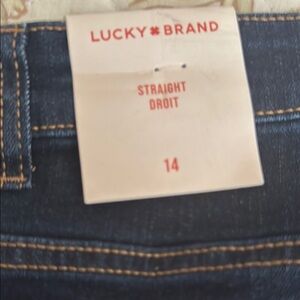 LUCKY BRAND
STRAIGHT
DROIT
14